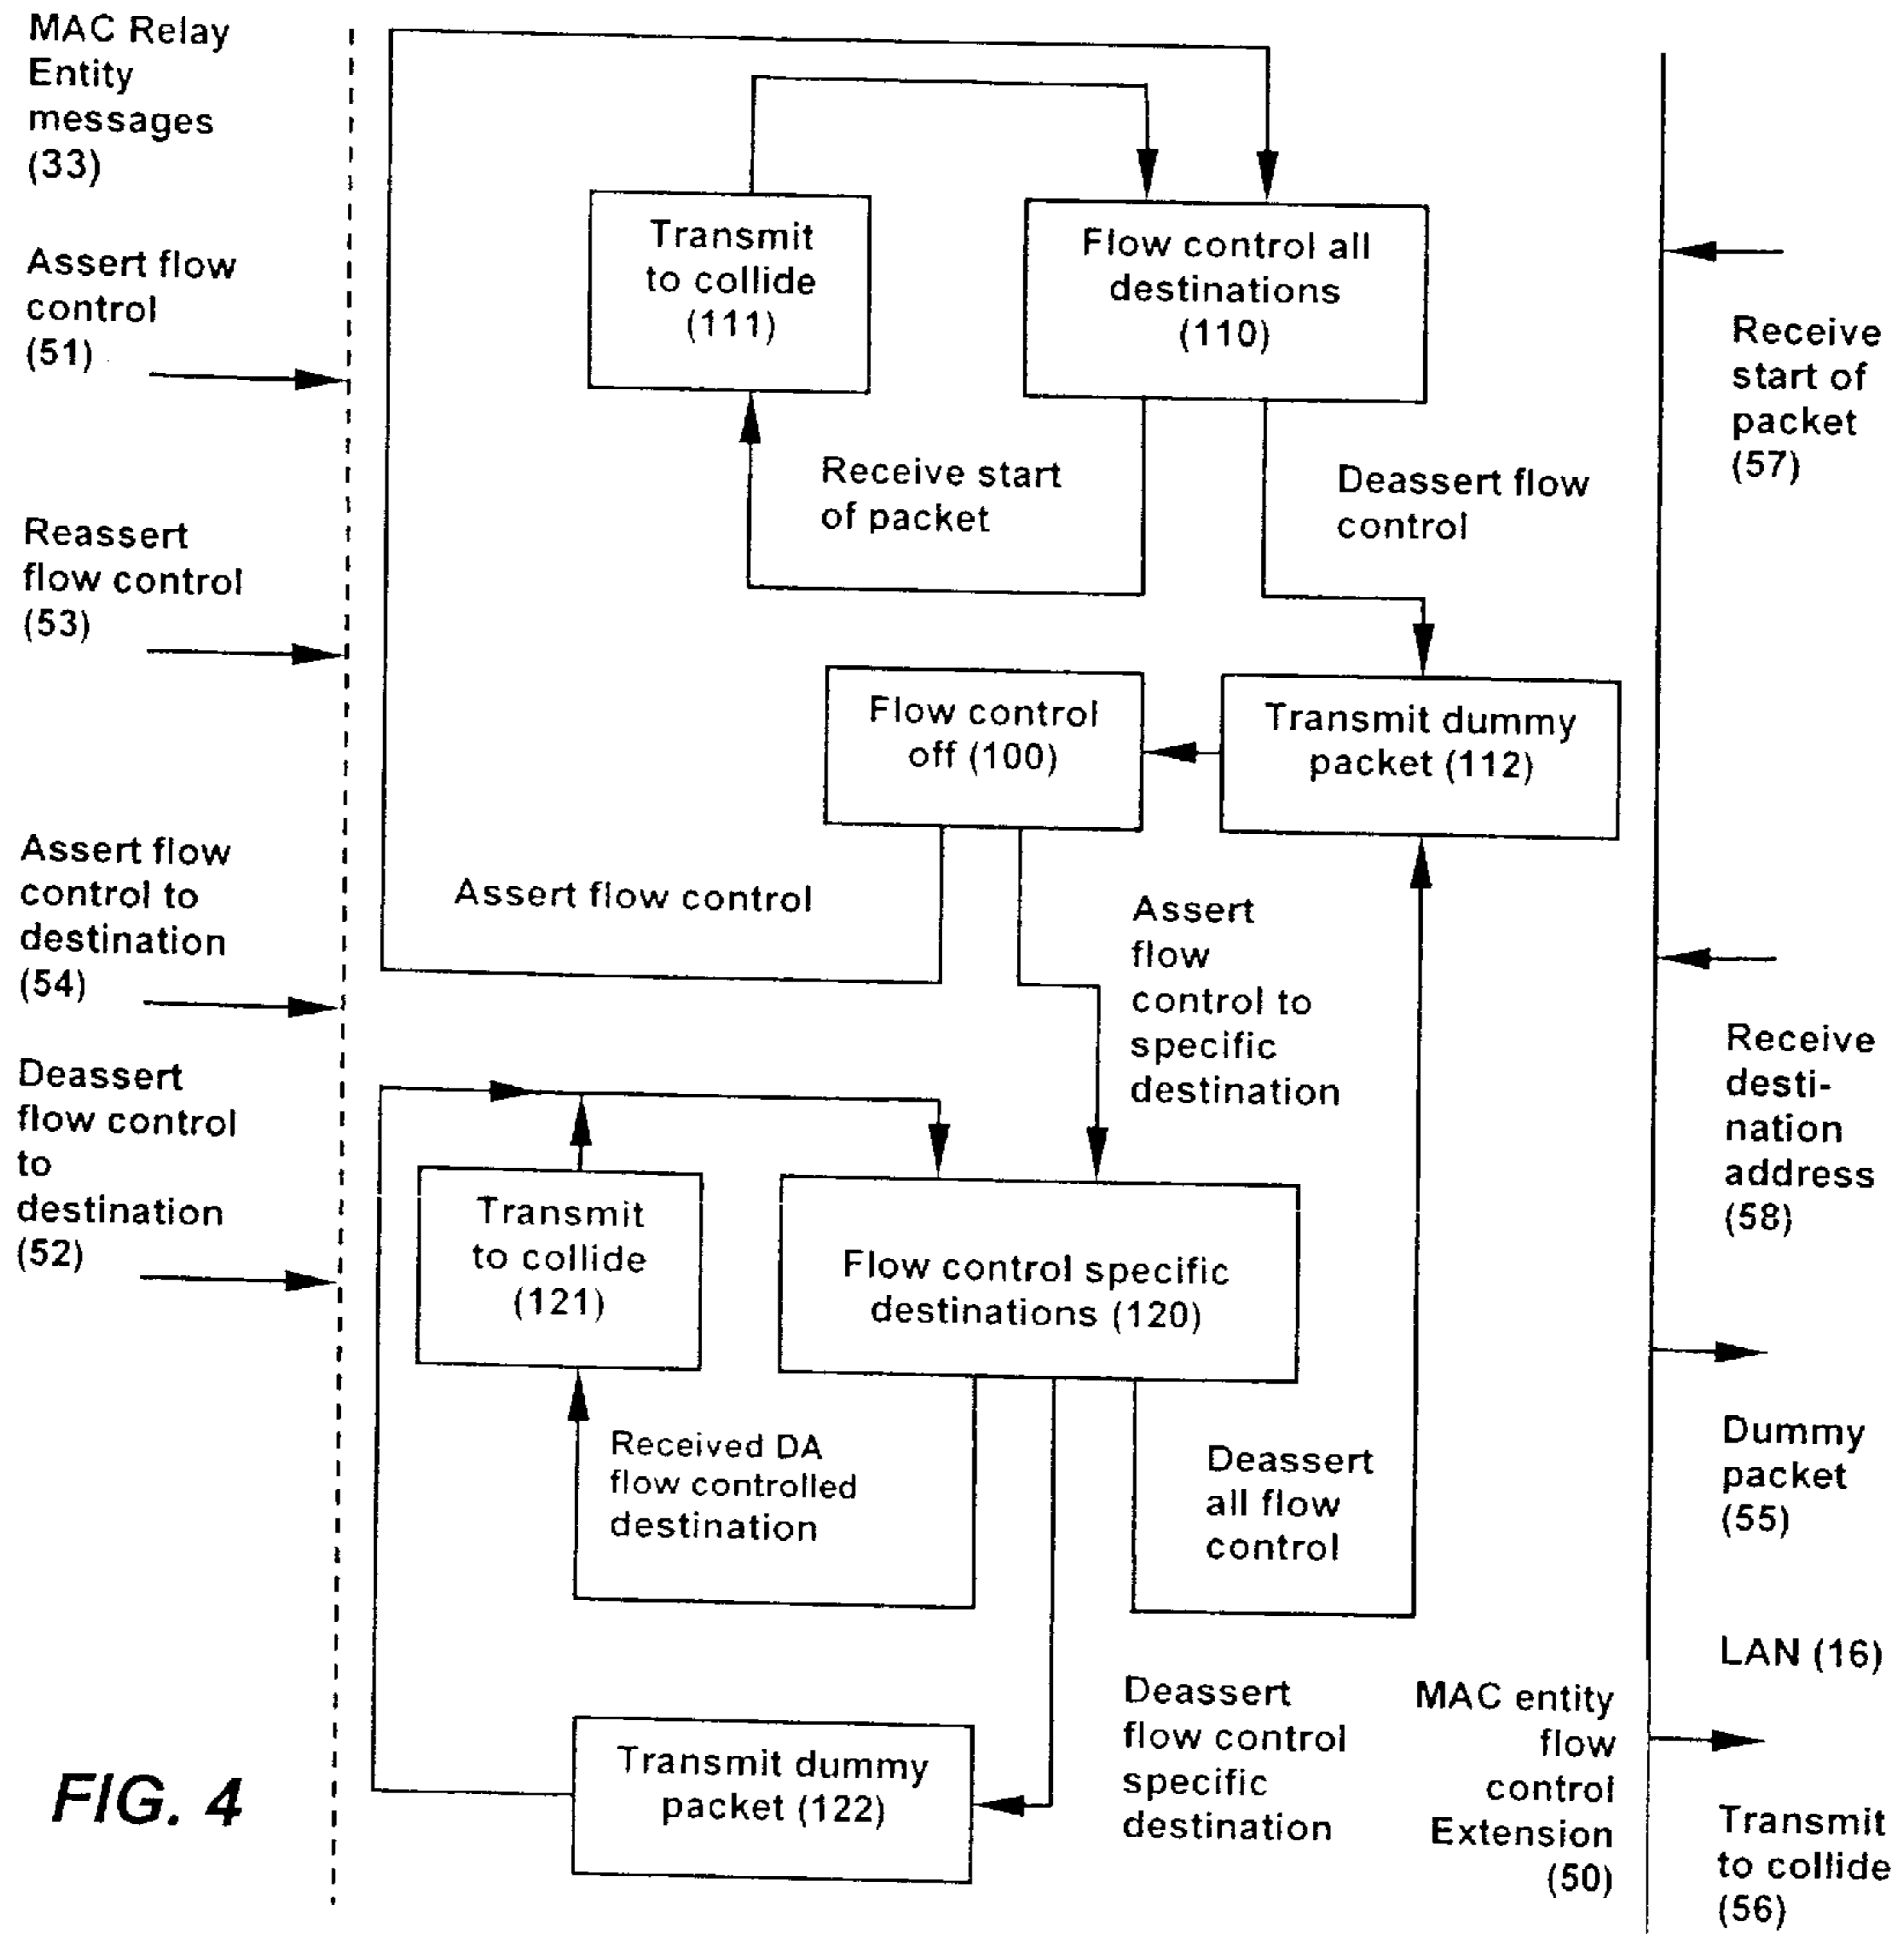 MAC Relay
Entity
messages
(33)
Assert flow
control
(51)
Reassert
flow control
(53)
Assert flow
control to
destination
(54)
Deassert
flow control
to
destination
(52)
Transmit
to collide
(111)
Flow control all
destinations
(110)
Receive start
of packet
Deassert flow
control
Flow control
off (100)
Transmit dummy
packet (112)
Assert flow control
Assert
flow
control to
specific
destination
Transmit
to collide
(121)
Flow control specific
destinations (120)
Received DA
flow controlled
destination
Deassert
all flow
control
Transmit dummy
packet (122)
Deassert
flow control
specific
destination
MAC entity
flow
control
Extension
(50)
Receive
start of
packet
(57)
Receive
desti-
nation
address
(58)
Dummy
packet
(55)
LAN (16)
Transmit
to collide
(56)
FIG. 4